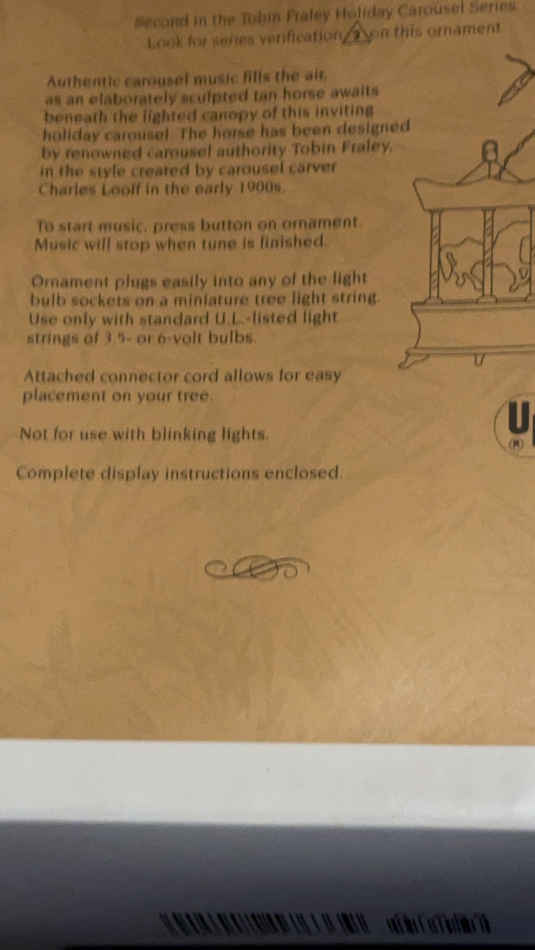 Second in the Tobin Fraley Holiday Carousel Series.
Look for series verification 2 on this ornament.
Authentic carousel music fills the air,
as an elaborately sculpted tan horse awaits
beneath the lighted canopy of this inviting
holiday carousel. The horse has been designed
by renowned carousel authority Tobin Fraley,
in the style created by carousel carver
Charles Looff in the early 1900s.
To start music, press button on ornament.
Music will stop when tune is finished.
Ornament plugs easily into any of the light
bulb sockets on a miniature tree light string.
Use only with standard U.L.-listed light
strings of 3.5- or 6-volt bulbs.
Attached connector cord allows for easy
placement on your tree.
Not for use with blinking lights.
Complete display instructions enclosed.